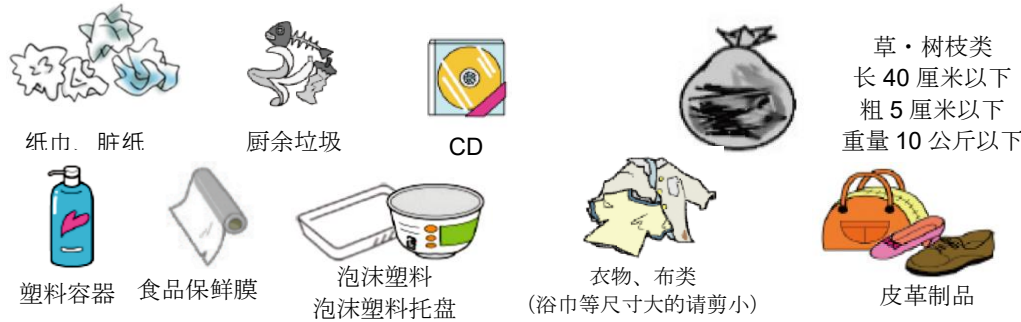 草・树枝类
长 40 厘米以下
粗 5 厘米以下
重量 10 公斤以下
纸巾、脏纸
厨余垃圾
CD
塑料容器
食品保鲜膜
泡沫塑料
泡沫塑料托盘
衣物、布类
(浴巾等尺寸大的请剪小)
皮革制品